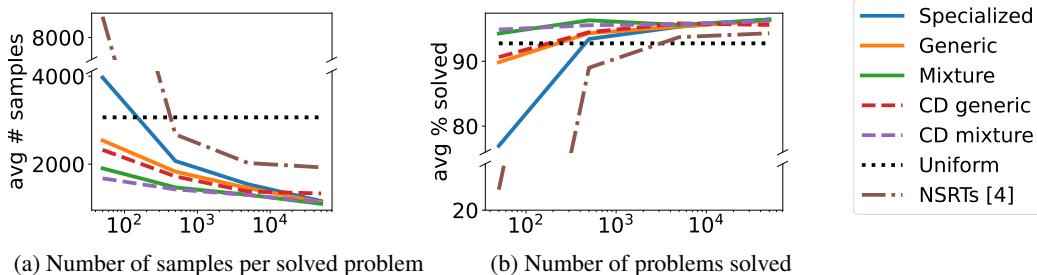 avg # samples
8000
4000
2000
10^2
10^3
10^4
(a) Number of samples per solved problem
avg % solved
90
80
20
10^2
10^3
10^4
(b) Number of problems solved
Specialized
Generic
Mixture
CD generic
CD mixture
Uniform
NSRTs [4]